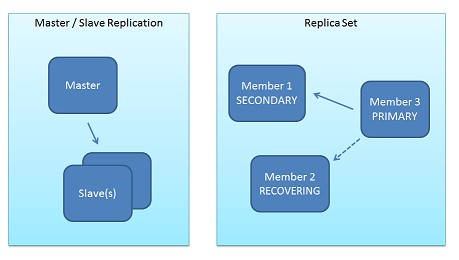 Master / Slave Replication
Master
Slave(s)
Replica Set
Member 1
SECONDARY
Member 3
PRIMARY
Member 2
RECOVERING